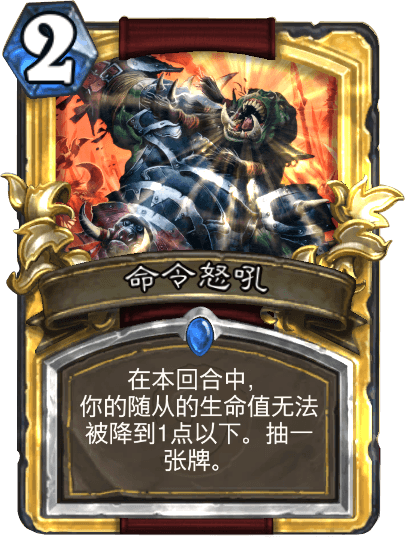 2
命令怒吼
在本回合中，
你的随从的生命值无法
被降到1点以下。抽一
张牌。